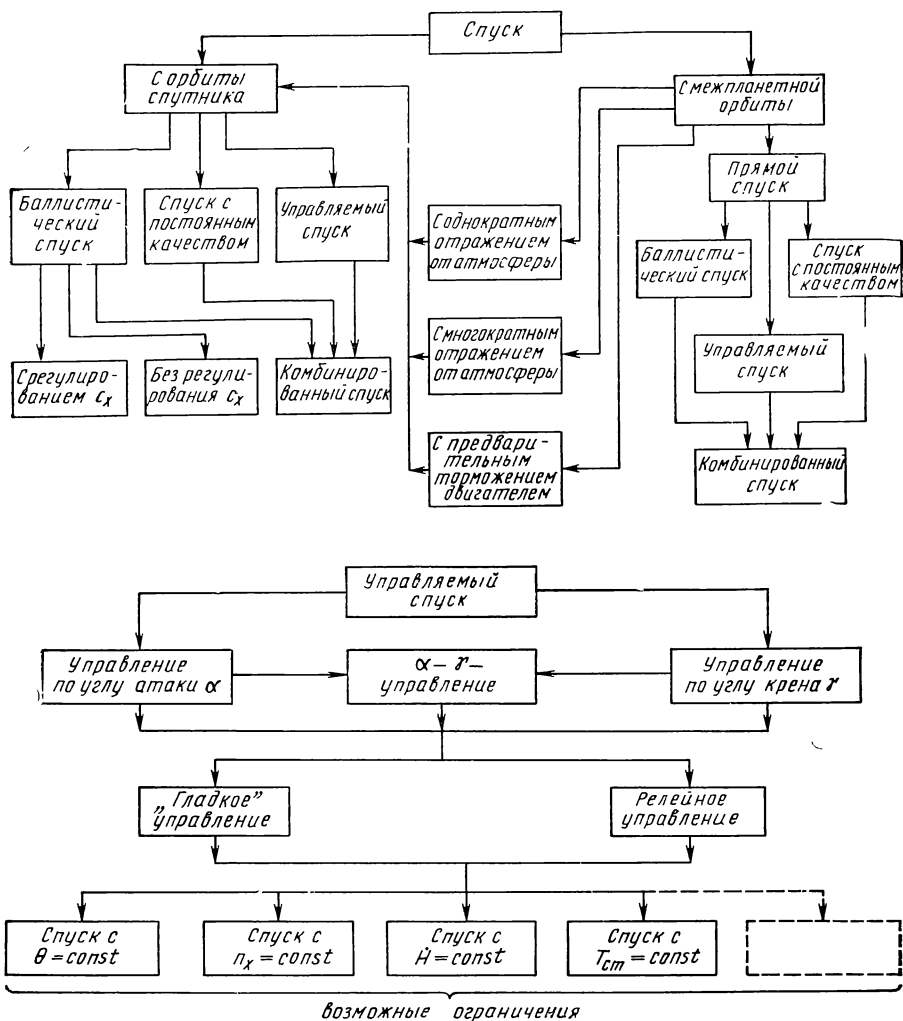 Спуск
С орбиты
спутника
С межпланетной
орбиты
Прямой
спуск
Баллисти-
ческий
спуск
Спуск с
постоянным
качеством
Управляемый
спуск
С однократным
отражением
от атмосферы
Баллисти-
ческий спуск
Спуск
с постоянным
качеством
С регулиро-
ванием cₓ
Без регули-
рования cₓ
Комбиниро-
ванный спуск
С многократным
отражением
от атмосферы
Управляемый
спуск
С предвари-
тельным
торможением
двигателем
Комбинированный
спуск
Управляемый
спуск
Управление
по углу атаки α
α – γ –
управление
Управление
по углу крена γ
„Гладкое”
управление
Релейное
управление
Спуск с
θ = const
Спуск с
nₓ = const
Спуск с
Ḣ = const
Спуск с
Tст = const
возможные ограничения